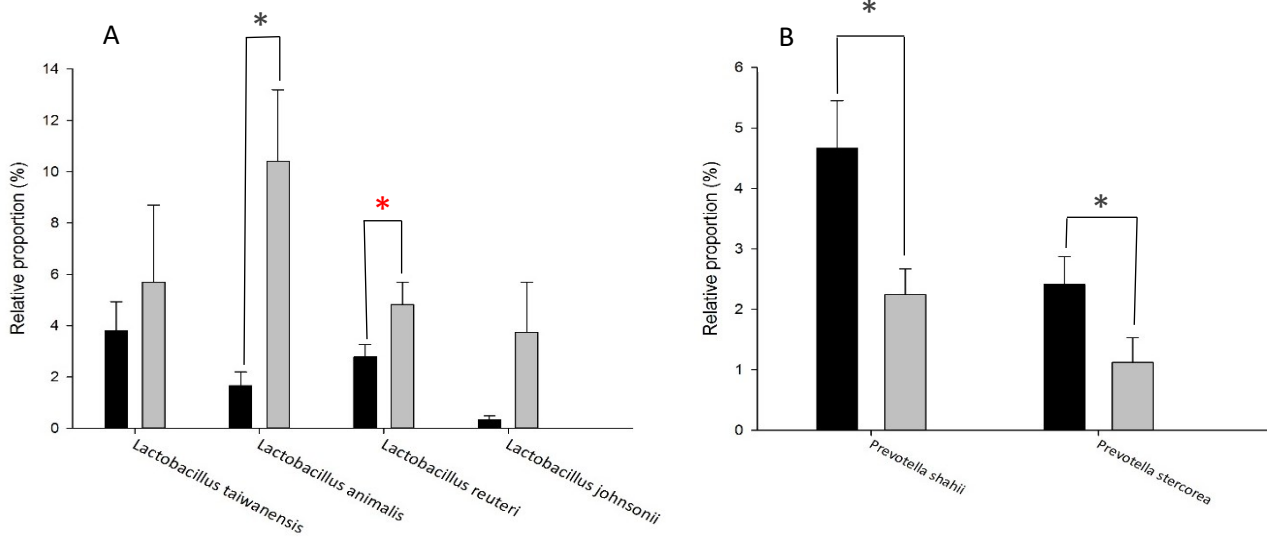 A
*
*
Relative proportion (%)
14
12
10
8
6
4
2
0
Lactobacillus taiwanensis
Lactobacillus animalis
Lactobacillus reuteri
Lactobacillus johnsonii
B
*
*
Relative proportion (%)
6
5
4
3
2
1
0
Prevotella shahii
Prevotella stercorea